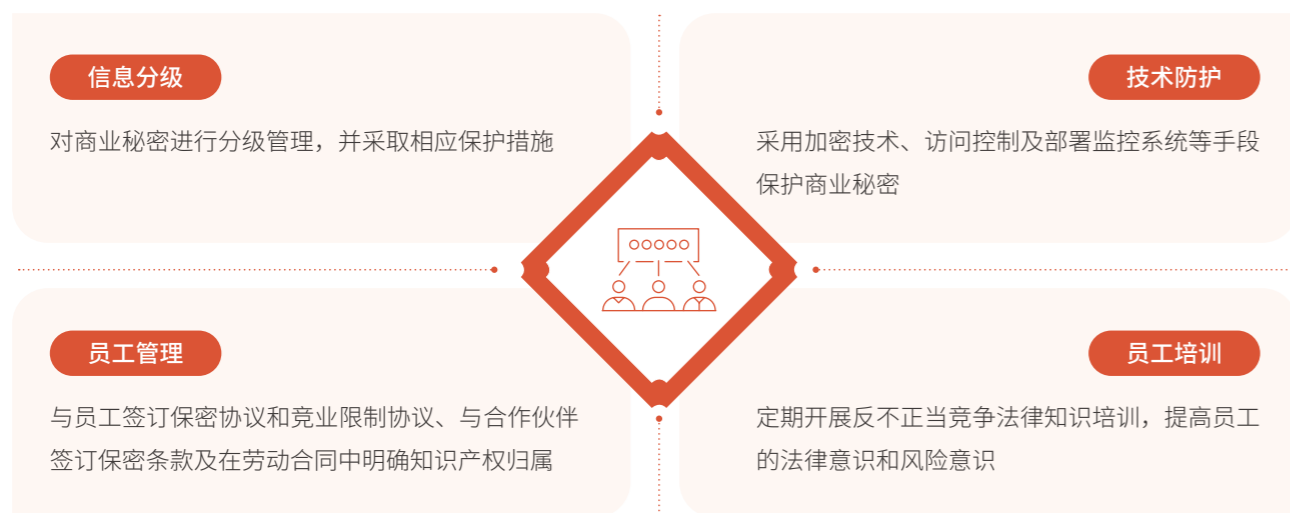 信息分级
对商业秘密进行分级管理，并采取相应保护措施
技术防护
采用加密技术、访问控制及部署监控系统等手段
保护商业秘密
员工管理
与员工签订保密协议和竞业限制协议、与合作伙伴
签订保密条款及在劳动合同中明确知识产权归属
员工培训
定期开展反不正当竞争法律知识培训，提高员工
的法律意识和风险意识